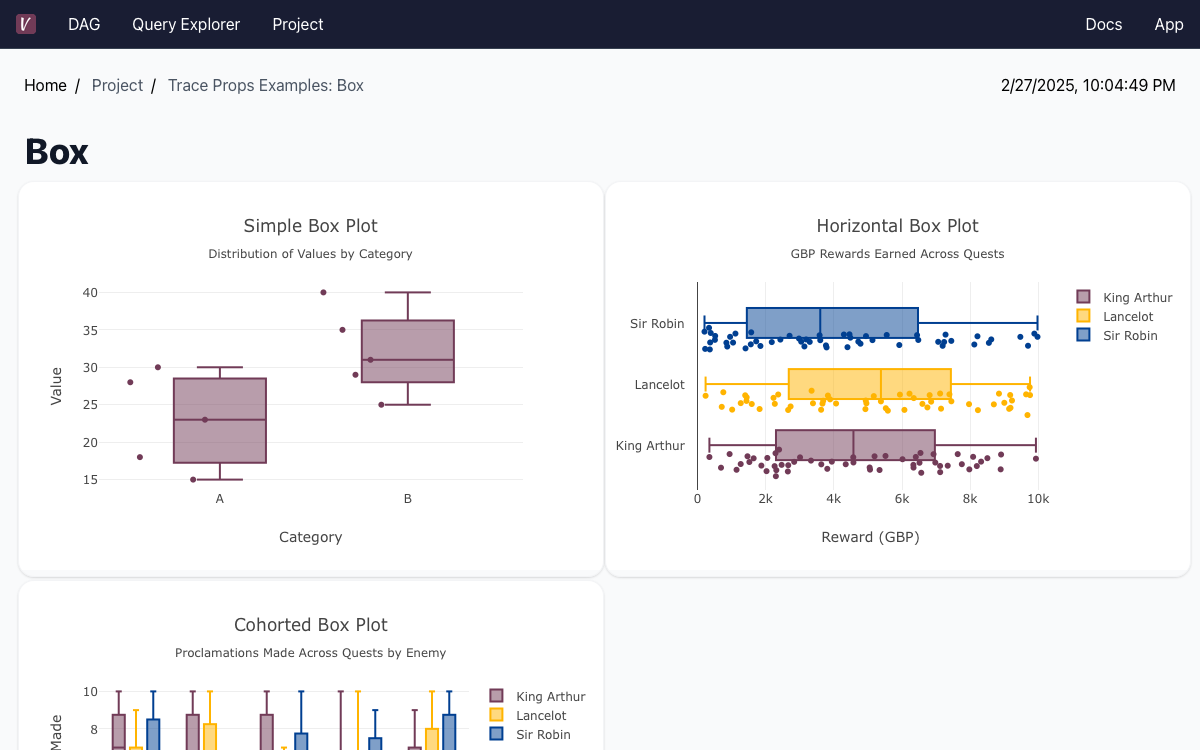 V DAG Query Explorer Project Docs App
Home / Project / Trace Props Examples: Box 2/27/2025, 10:04:49 PM
Box
Simple Box Plot
Distribution of Values by Category
40
35
30
25
20
15
Value
A B
Category
Horizontal Box Plot
GBP Rewards Earned Across Quests
King Arthur
Lancelot
Sir Robin
Sir Robin
Lancelot
King Arthur
0 2k 4k 6k 8k 10k
Reward (GBP)
Cohorted Box Plot
Proclamations Made Across Quests by Enemy
10
8
Made
King Arthur
Lancelot
Sir Robin